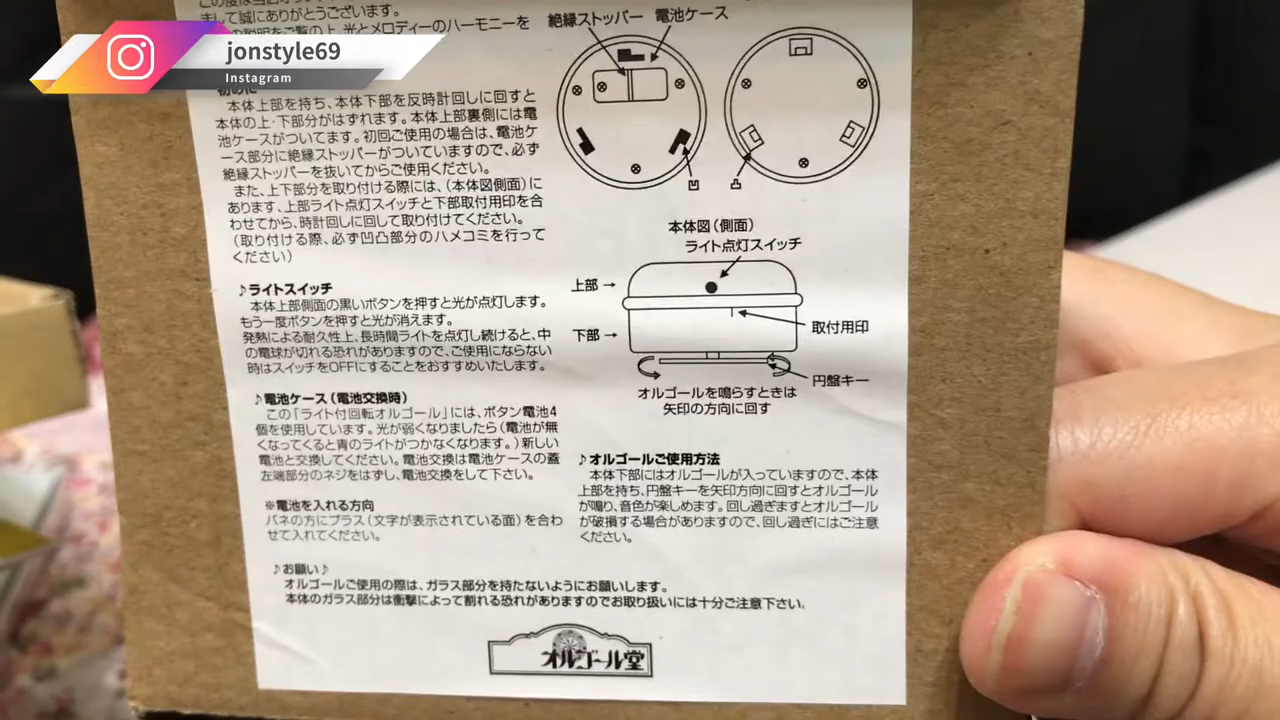 まして誠にありがとうございます。
の説明をご覧の上、光とメロディーのハーモニーを
jonstyle69
Instagram
初めに
本体上部を持ち、本体下部を反時計回しに回すと
本体の上・下部分がはずれます。本体上部裏側には電
池ケースがついてます。初回ご使用の場合は、電池ケ
ース部分に絶縁ストッパーがついていますので、必ず
絶縁ストッパーを抜いてからご使用ください。
また、上下部分を取り付ける際には、(本体図側面)に
あります、上部ライト点灯スイッチと下部取付用印を合
わせてから、時計回しに回して取り付けてください。
(取り付ける際、必ず凹凸部分のハメコミを行って
ください)
♪ライトスイッチ
本体上部側面の黒いボタンを押すと光が点灯します。
もう一度ボタンを押すと光が消えます。
発熱による耐久性上、長時間ライトを点灯し続けると、中
の電球が切れる恐れがありますので、ご使用にならない
時はスイッチをOFFにすることをおすすめいたします。
♪電池ケース(電池交換時)
この「ライト付回転オルゴール」には、ボタン電池4
個を使用しています。光が弱くなりましたら(電池が無
くなってくると青のライトがつかなくなります。)新しい
電池と交換してください。電池交換は電池ケースの蓋
左端部分のネジをはずし、電池交換をして下さい。
※電池を入れる方向
バネの方にプラス(文字が表示されている面)を合わ
せて入れてください。
絶縁ストッパー 電池ケース
凹 凸
本体図(側面)
ライト点灯スイッチ
上部→
取付用印
下部→
円盤キー
オルゴールを鳴らすときは
矢印の方向に回す
♪オルゴールご使用方法
本体下部にはオルゴールが入っていますので、本体
上部を持ち、円盤キーを矢印方向に回すとオルゴール
が鳴り、音色が楽しめます。回し過ぎますとオルゴール
が破損する場合がありますので、回し過ぎにはご注意
ください。
♪お願い♪
オルゴールご使用の際は、ガラス部分を持たないようにお願いします。
本体のガラス部分は衝撃によって割れる恐れがありますのでお取り扱いには十分ご注意下さい。
オルゴール堂